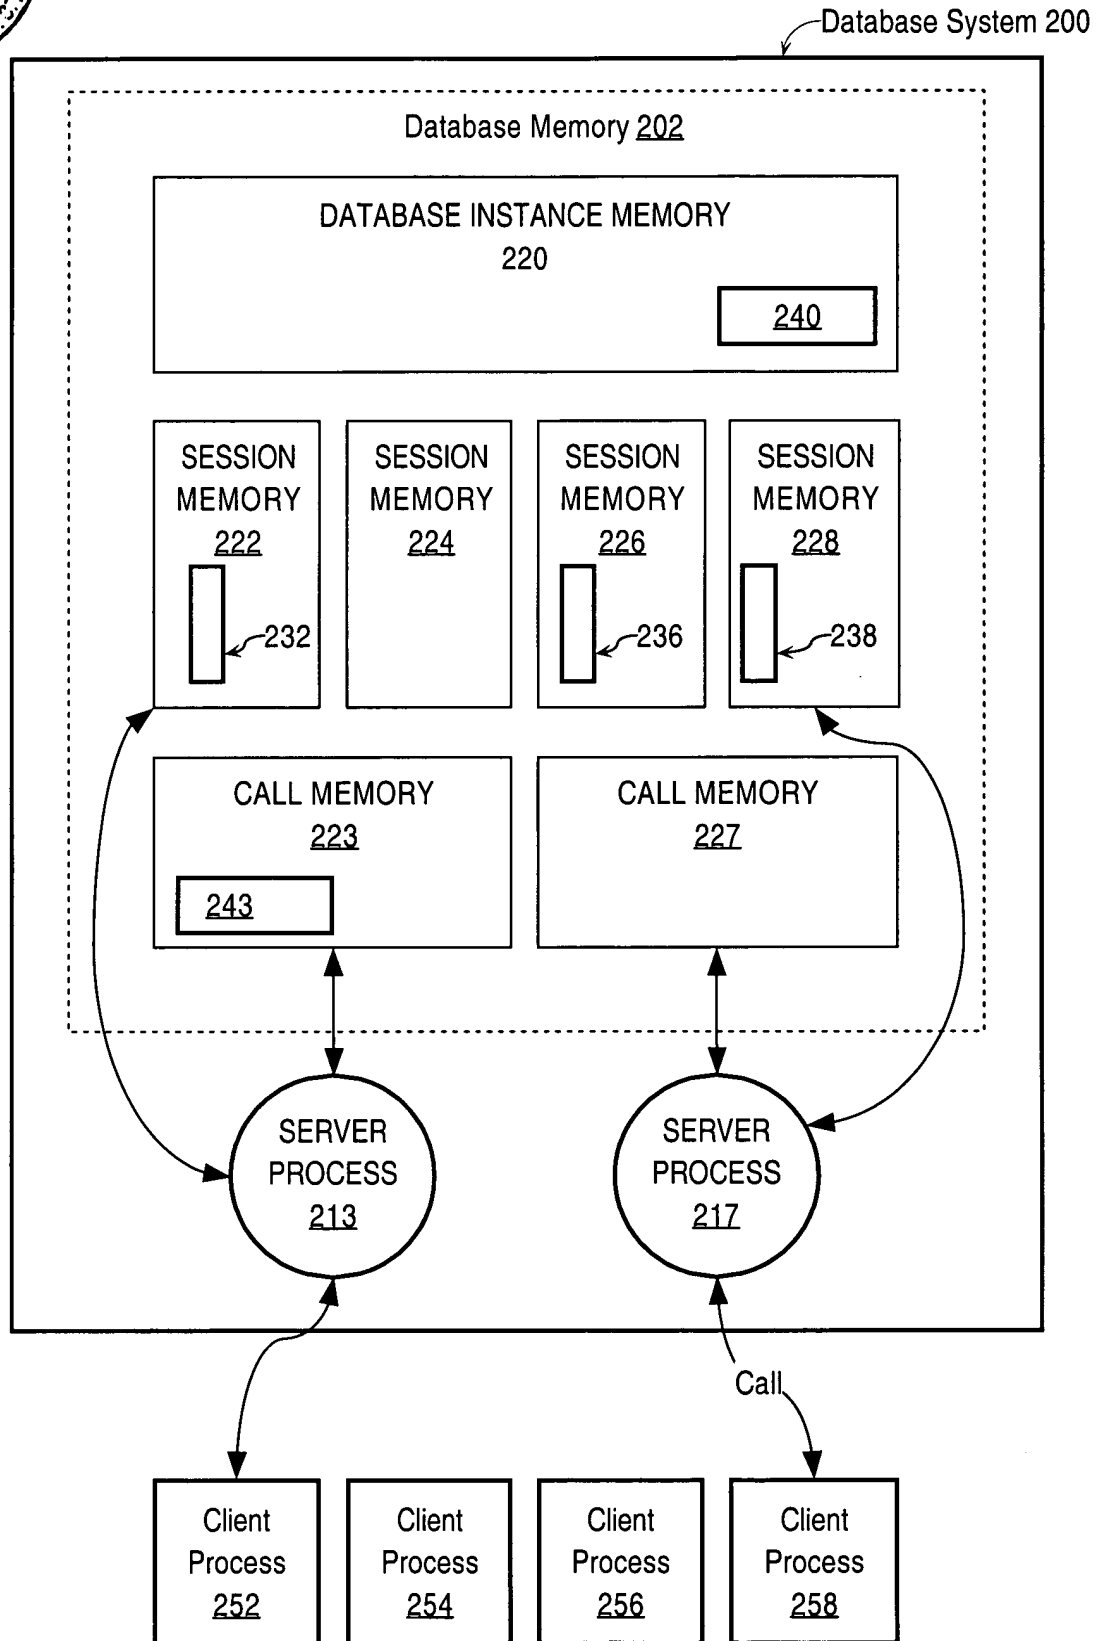 Database System 200
Database Memory 202
DATABASE INSTANCE MEMORY
220
240
SESSION
MEMORY
222
232
SESSION
MEMORY
224
SESSION
MEMORY
226
236
SESSION
MEMORY
228
238
CALL MEMORY
223
243
CALL MEMORY
227
SERVER
PROCESS
213
SERVER
PROCESS
217
Call
Client
Process
252
Client
Process
254
Client
Process
256
Client
Process
258